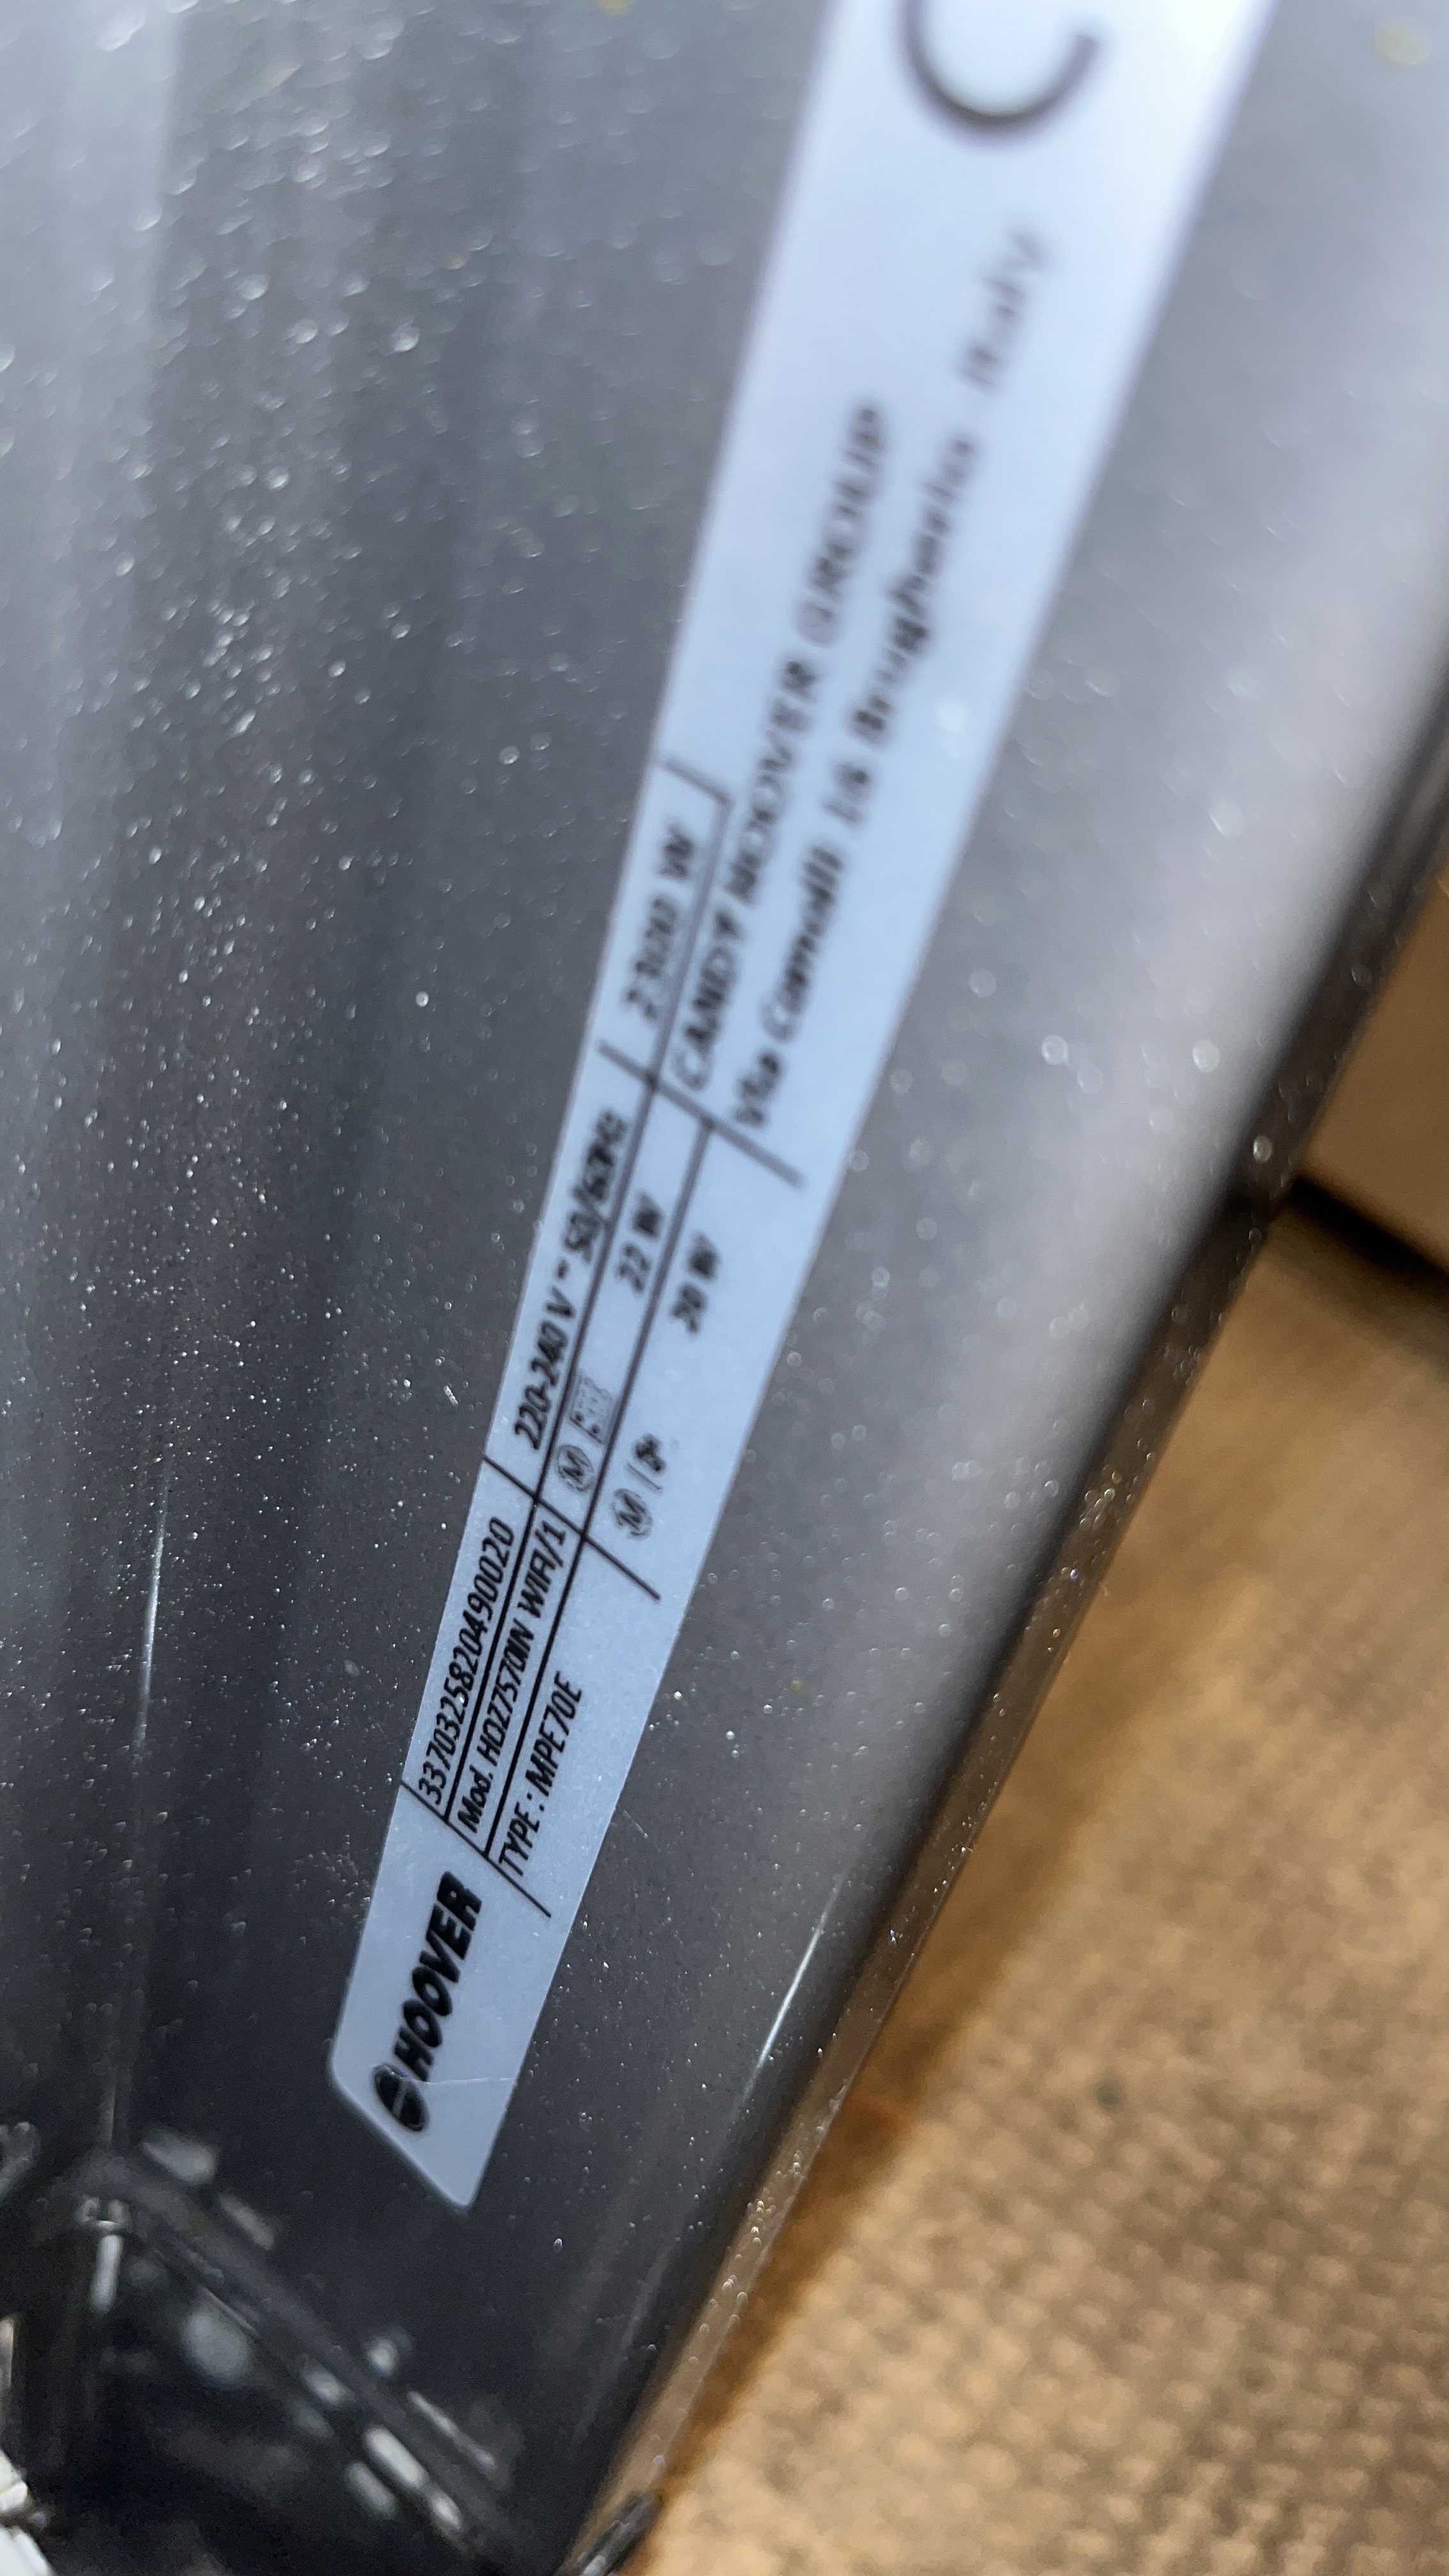 HOOVER
3370325820490020
Mod. HOZ7570IN WIFI/1
TYPE: MPE70E
220-240 V~ 50/60Hz
M 22 W
M 20 W
2300 W
CANDY HOOVER GROUP
Via Comolli 16 Brugherio Italy